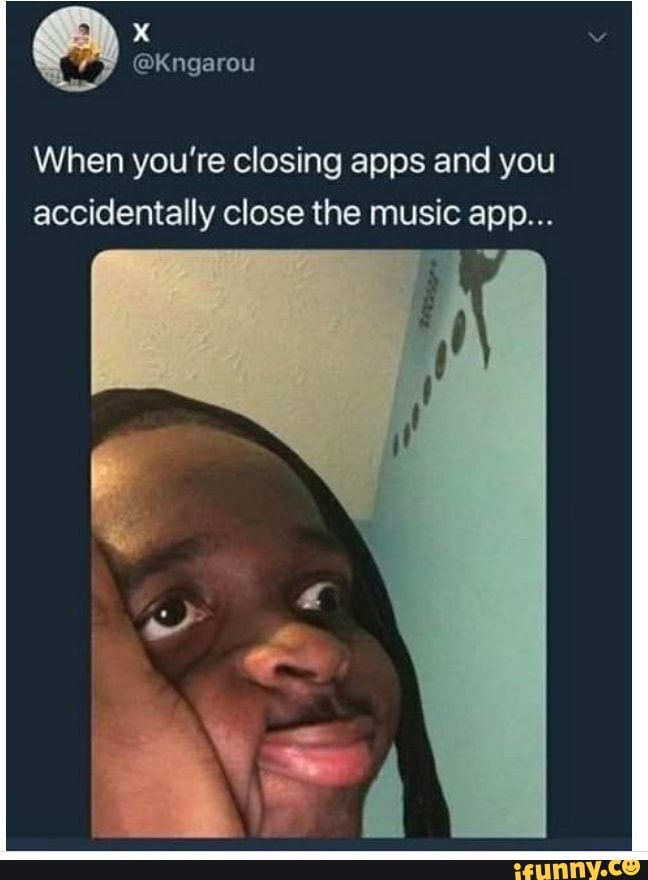 X
@Kngarou
When you're closing apps and you
accidentally close the music app...
ifunny.co